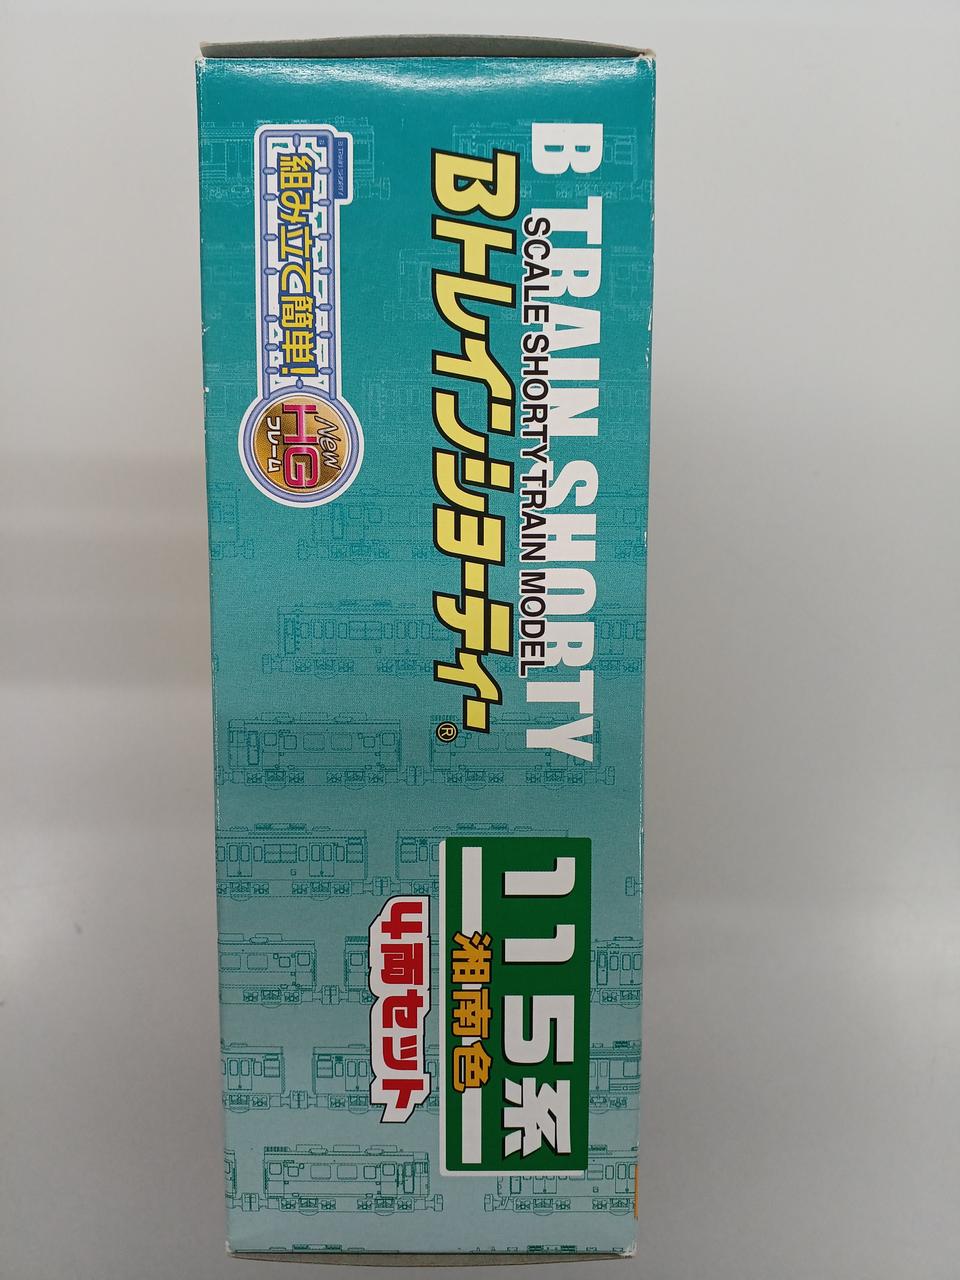 B TRAIN SHORTY
SCALE SHORTY TRAIN MODEL
Bトレインショーティー®
組み立て簡単!
New
HG
フレーム
115系
湘南色
4両セット